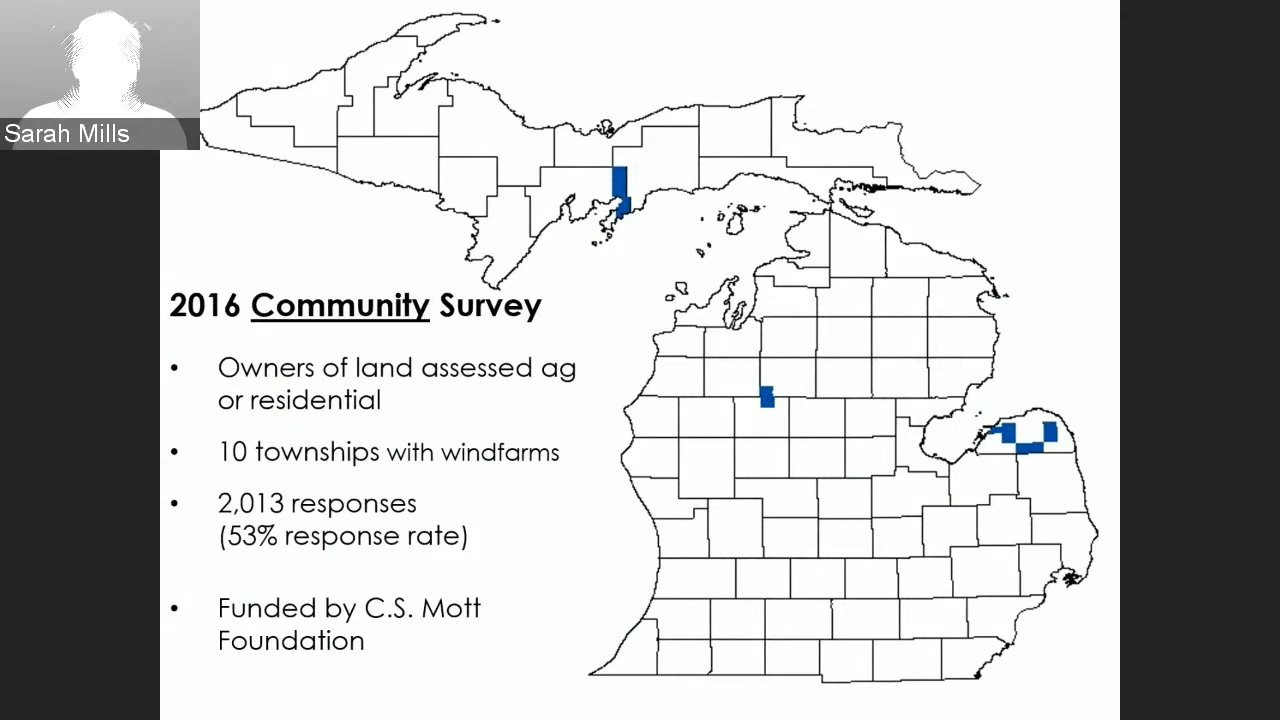 Sarah Mills
2016 Community Survey
• Owners of land assessed ag
or residential
• 10 townships with windfarms
• 2,013 responses
(53% response rate)
• Funded by C.S. Mott
Foundation